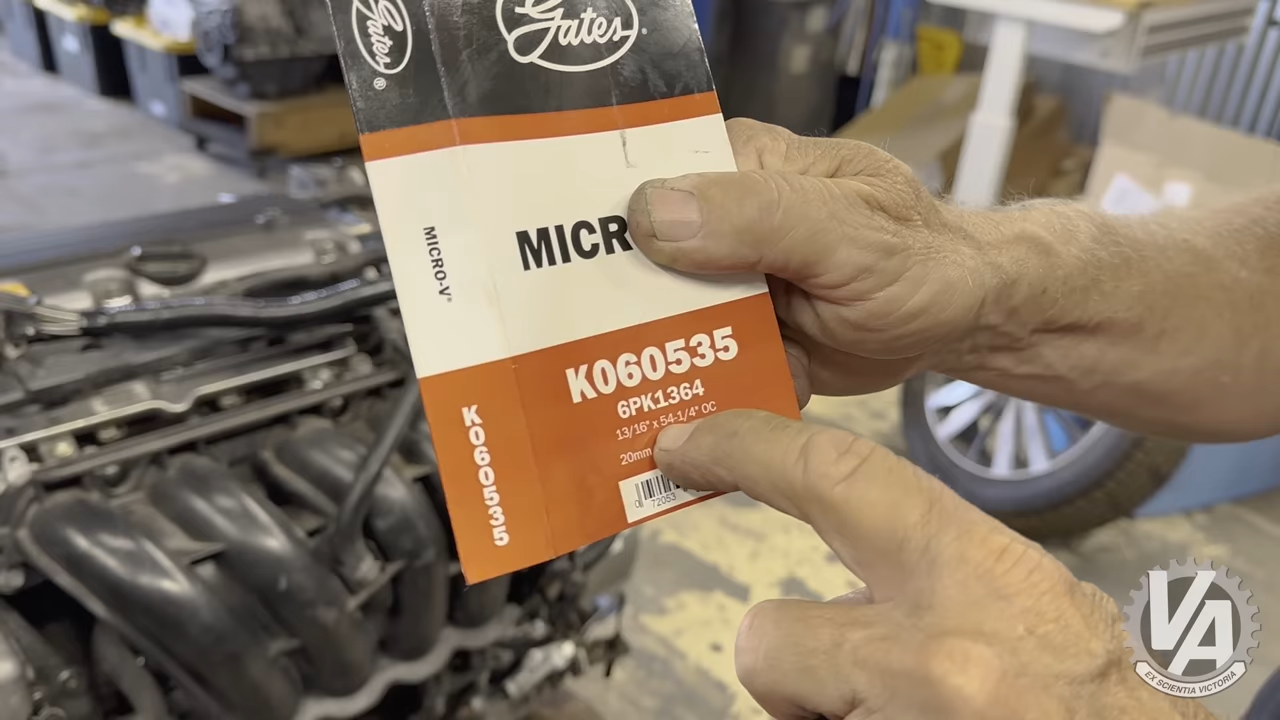 Gates®
Gates®
MICRO-V®
MICR
K060535
6PK1364
13/16" x 54-1/4" OC
20mm
K060535
0 72053
VA
EX SCIENTIA VICTORIA